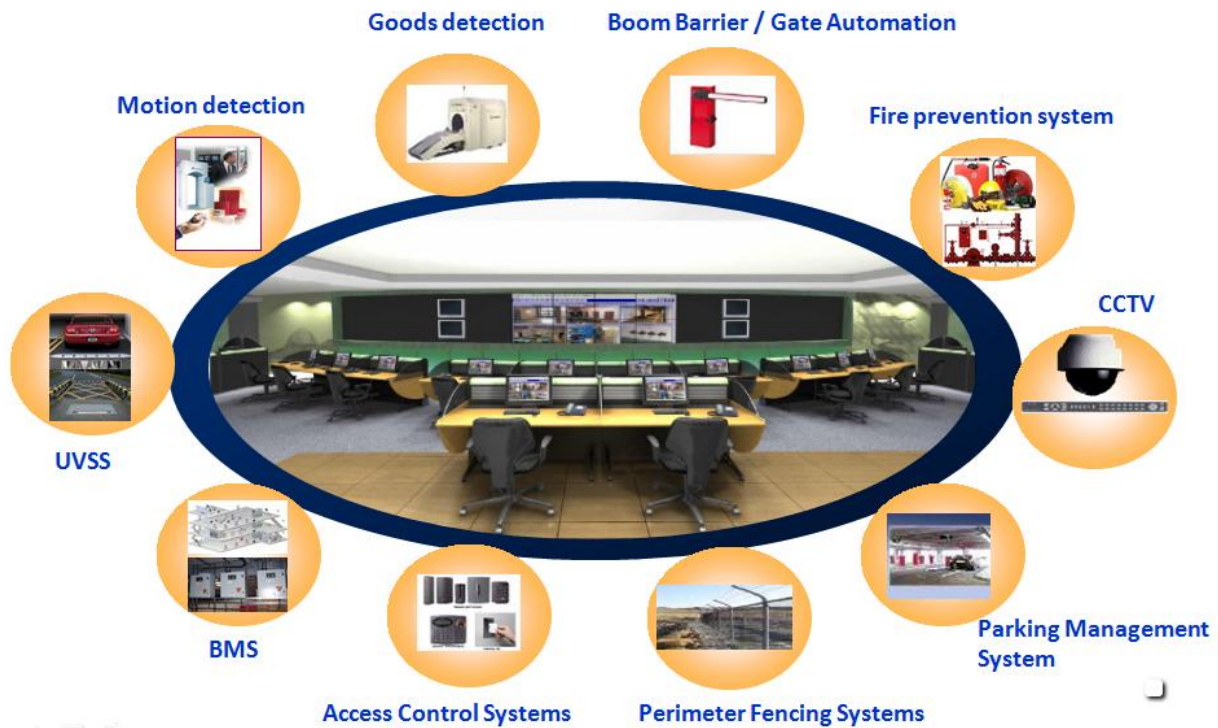 Goods detection
Boom Barrier / Gate Automation
Motion detection
Fire prevention system
CCTV
UVSS
BMS
Parking Management
System
Access Control Systems
Perimeter Fencing Systems